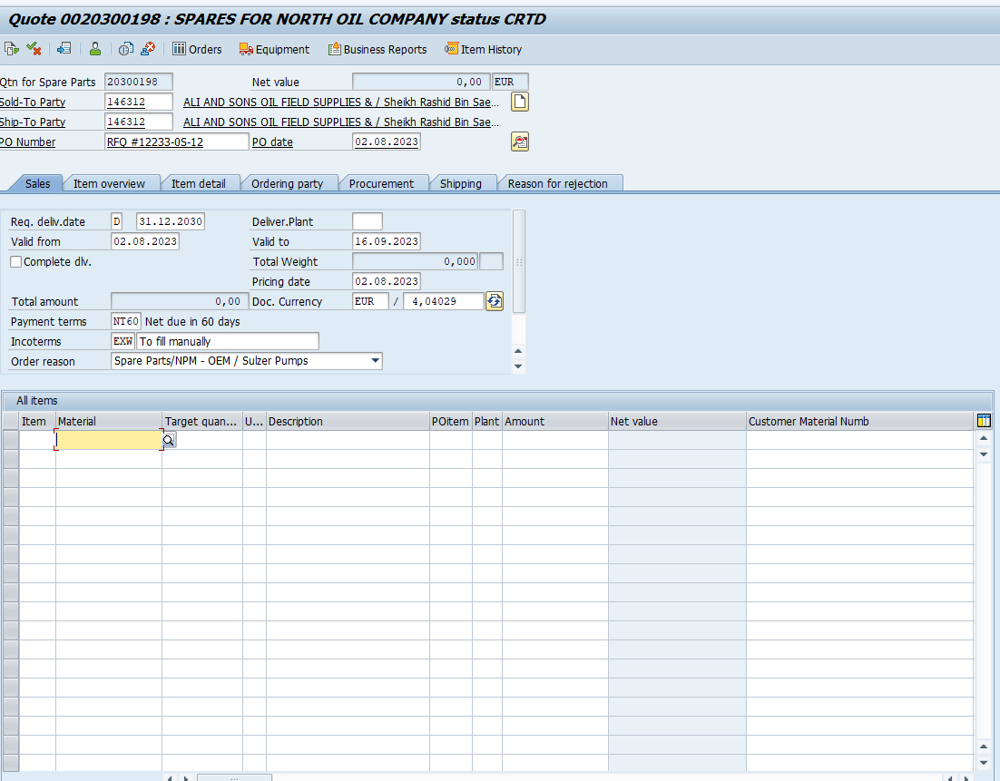 Quote 0020300198 : SPARES FOR NORTH OIL COMPANY status CRTD
Orders Equipment Business Reports Item History
Qtn for Spare Parts 20300198 Net value 0,00 EUR
Sold-To Party 146312 ALI AND SONS OIL FIELD SUPPLIES & / Sheikh Rashid Bin Sae...
Ship-To Party 146312 ALI AND SONS OIL FIELD SUPPLIES & / Sheikh Rashid Bin Sae...
PO Number RFQ #12233-0S-12 PO date 02.08.2023
Sales Item overview Item detail Ordering party Procurement Shipping Reason for rejection
Req. deliv.date D 31.12.2030 Deliver.Plant
Valid from 02.08.2023 Valid to 16.09.2023
Complete dlv. Total Weight 0,000
Pricing date 02.08.2023
Total amount 0,00 Doc. Currency EUR / 4,04029
Payment terms NT60 Net due in 60 days
Incoterms EXW To fill manually
Order reason Spare Parts/NPM - OEM / Sulzer Pumps
All items
Item Material Target quan... U... Description POitem Plant Amount Net value Customer Material Numb